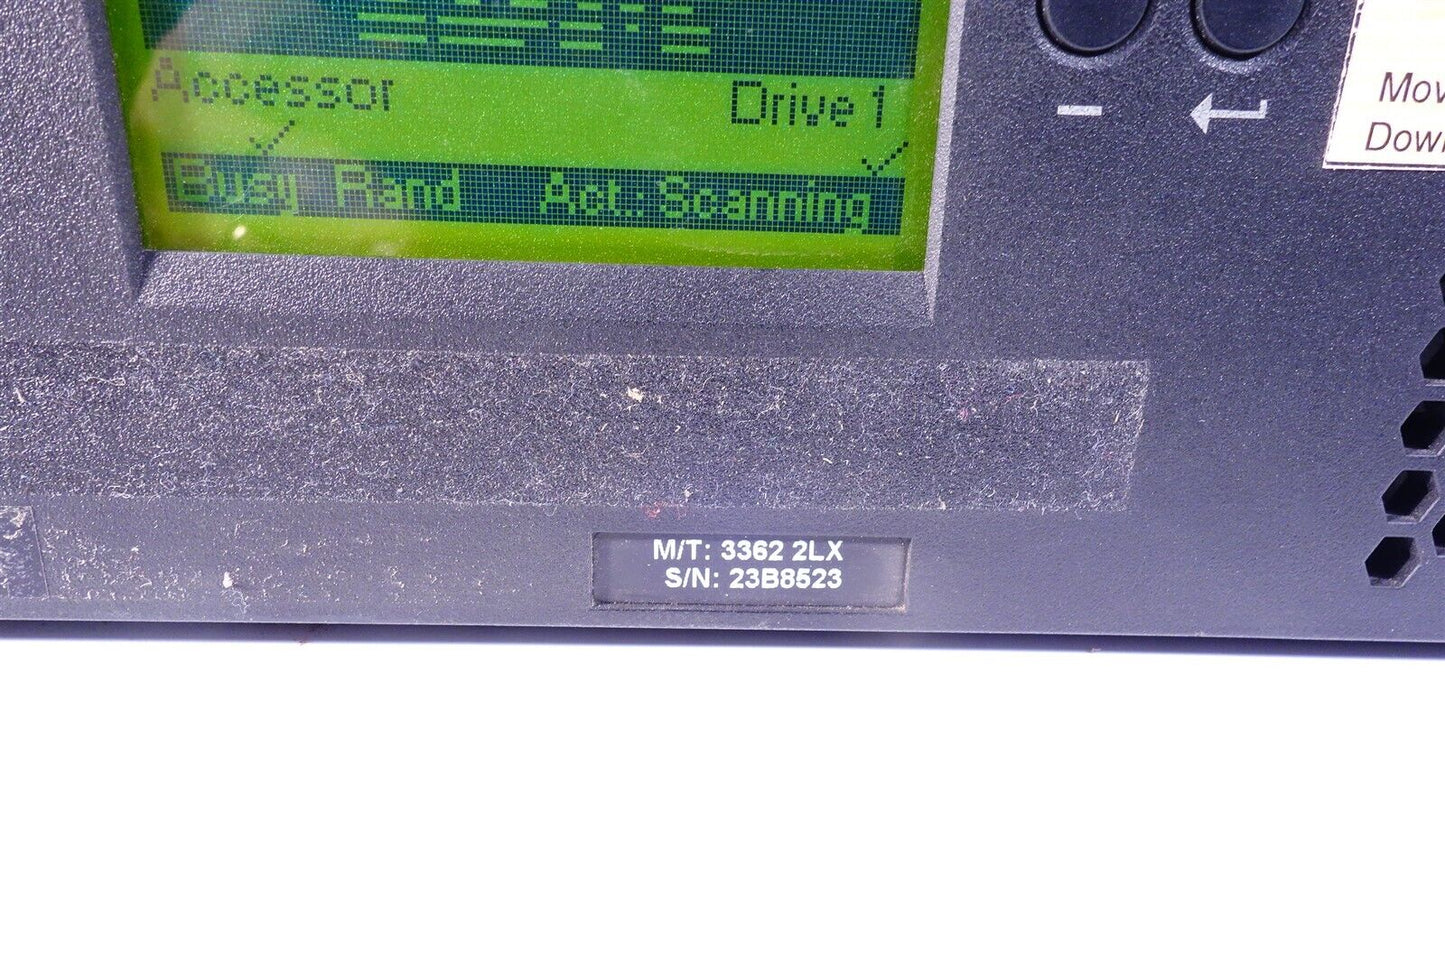 Accessor Drive 1
Busy Rand Act.: Scanning
M/T: 3362 2LX
S/N: 23B8523